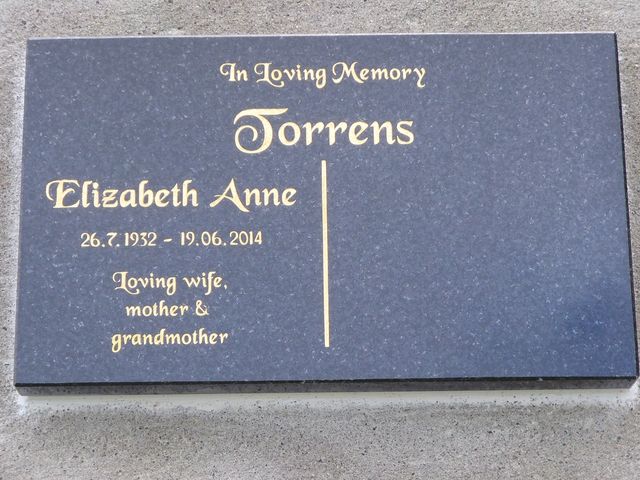 In Loving Memory
Torrens
Elizabeth Anne
26.7.1932 - 19.06.2014
Loving wife,
mother &
grandmother